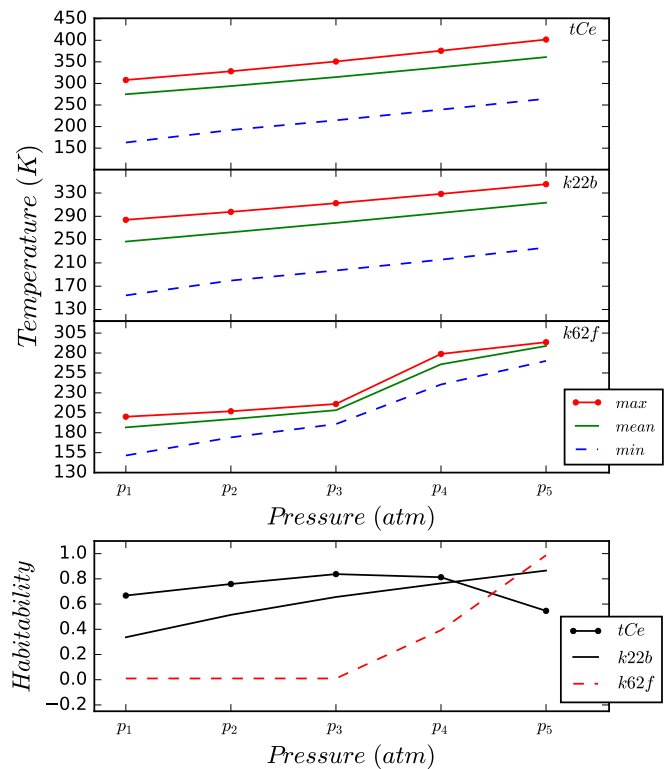 Temperature (K)
450
400
350
300
250
200
150
tCe
330
290
250
210
170
130
k22b
305
280
255
230
205
180
155
130
k62f
max
mean
min
p1 p2 p3 p4 p5
Pressure (atm)
Habitability
1.0
0.8
0.6
0.4
0.2
0.0
−0.2
tCe
k22b
k62f
p1 p2 p3 p4 p5
Pressure (atm)